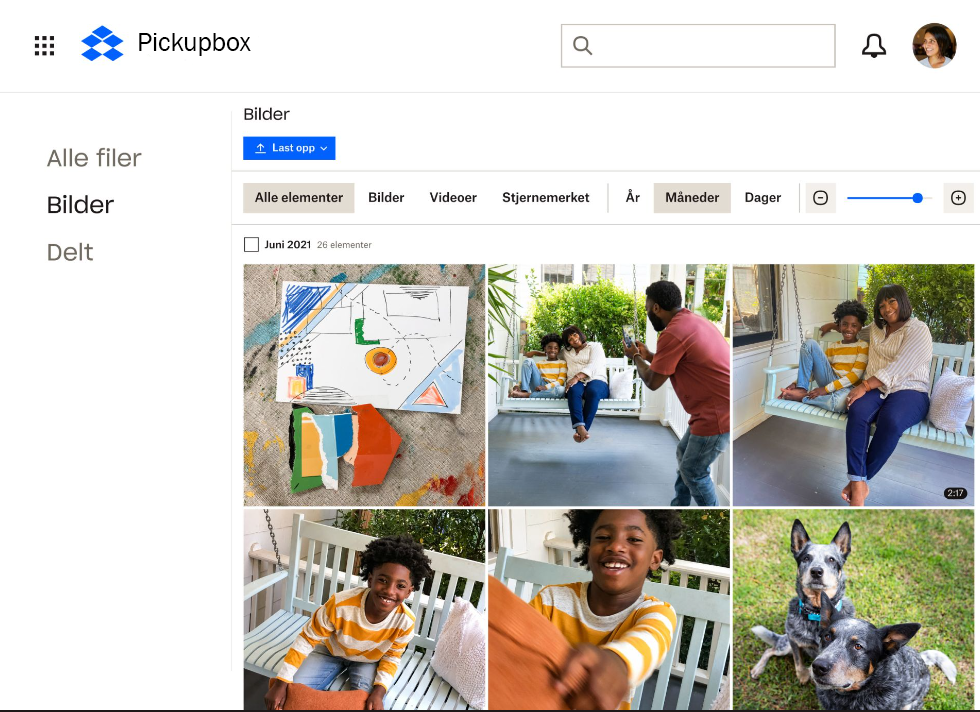 Pickupbox
Alle filer
Bilder
Delt
Bilder
Last opp
Alle elementer Bilder Videoer Stjernemerket År Måneder Dager
Juni 2021 26 elementer
2:17